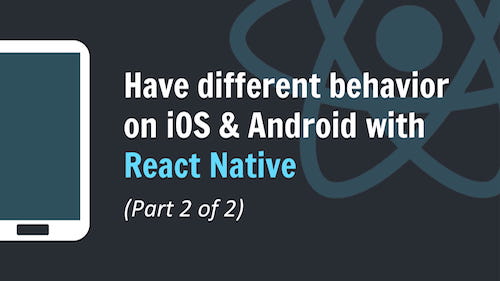 Have different behavior
on iOS & Android with
React Native
(Part 2 of 2)